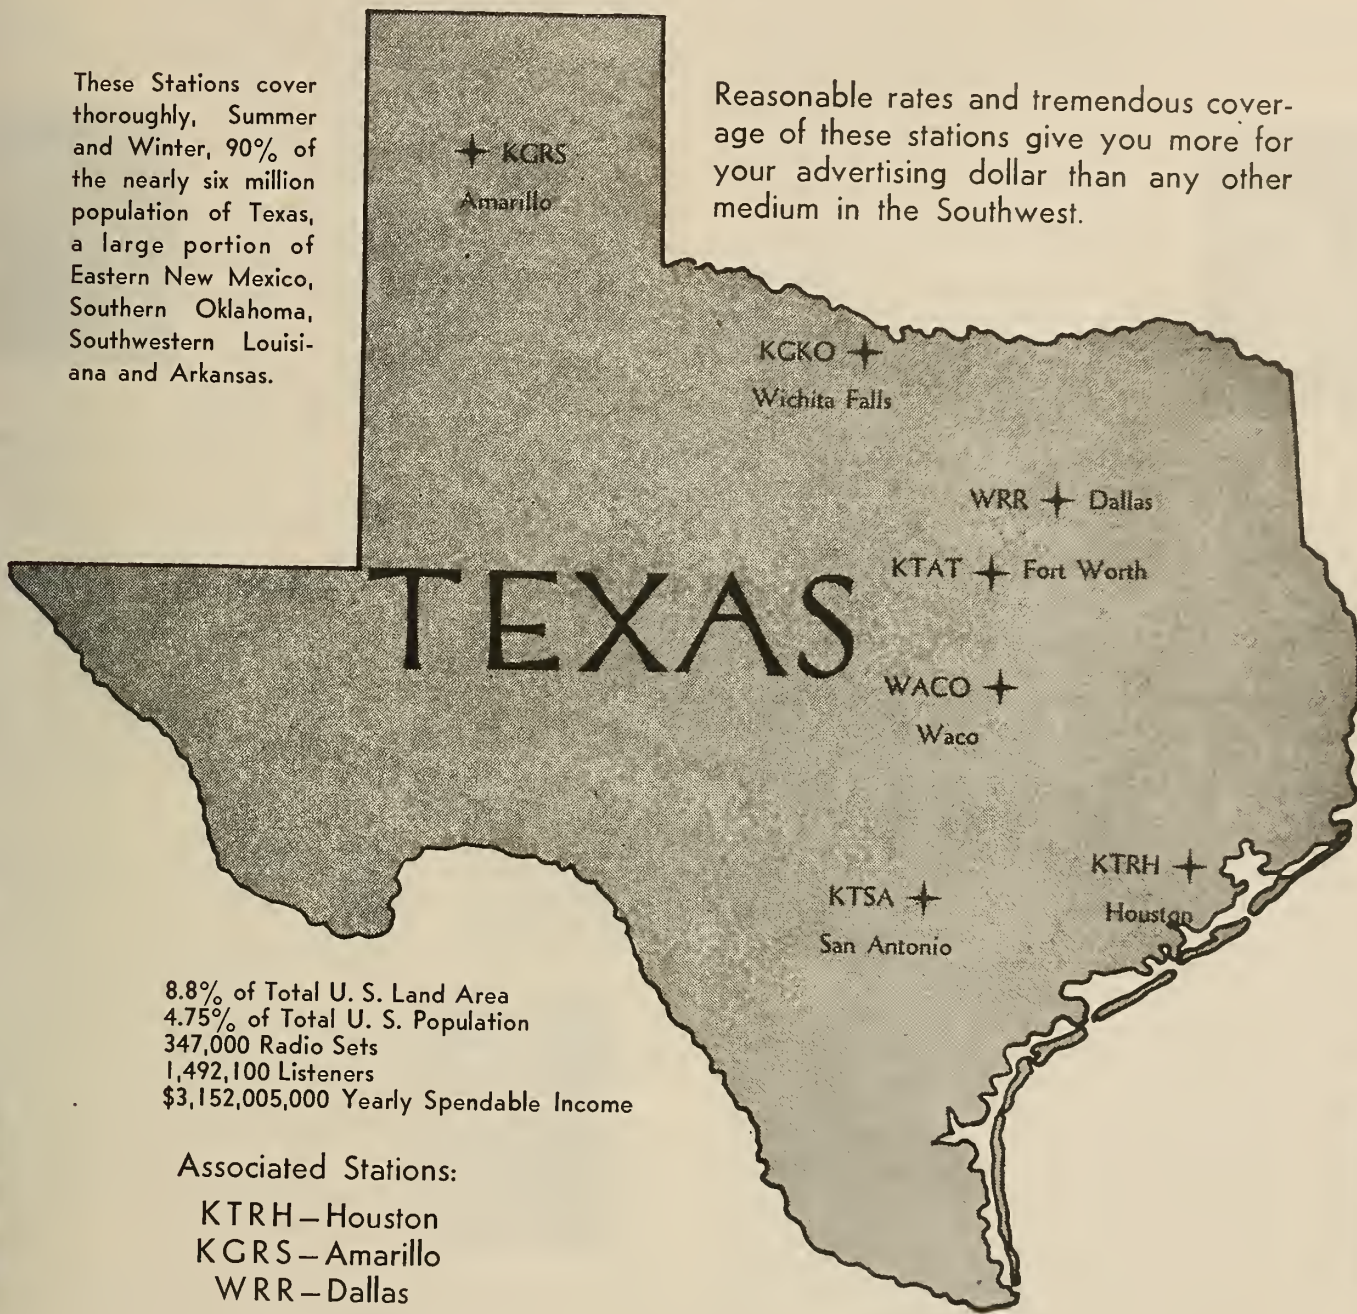 These Stations cover
thoroughly, Summer
and Winter, 90% of
the nearly six million
population of Texas,
a large portion of
Eastern New Mexico,
Southern Oklahoma,
Southwestern Louisi-
ana and Arkansas.
Reasonable rates and tremendous cover-
age of these stations give you more for
your advertising dollar than any other
medium in the Southwest.
KGRS
Amarillo
KGKO
Wichita Falls
WRR Dallas
KTAT Fort Worth
TEXAS
WACO
Waco
KTRH
Houston
KTSA
San Antonio
8.8% of Total U. S. Land Area
4.75% of Total U. S. Population
347,000 Radio Sets
1,492,100 Listeners
$3,152,005,000 Yearly Spendable Income
Associated Stations:
KTRH—Houston
KGRS—Amarillo
WRR—Dallas